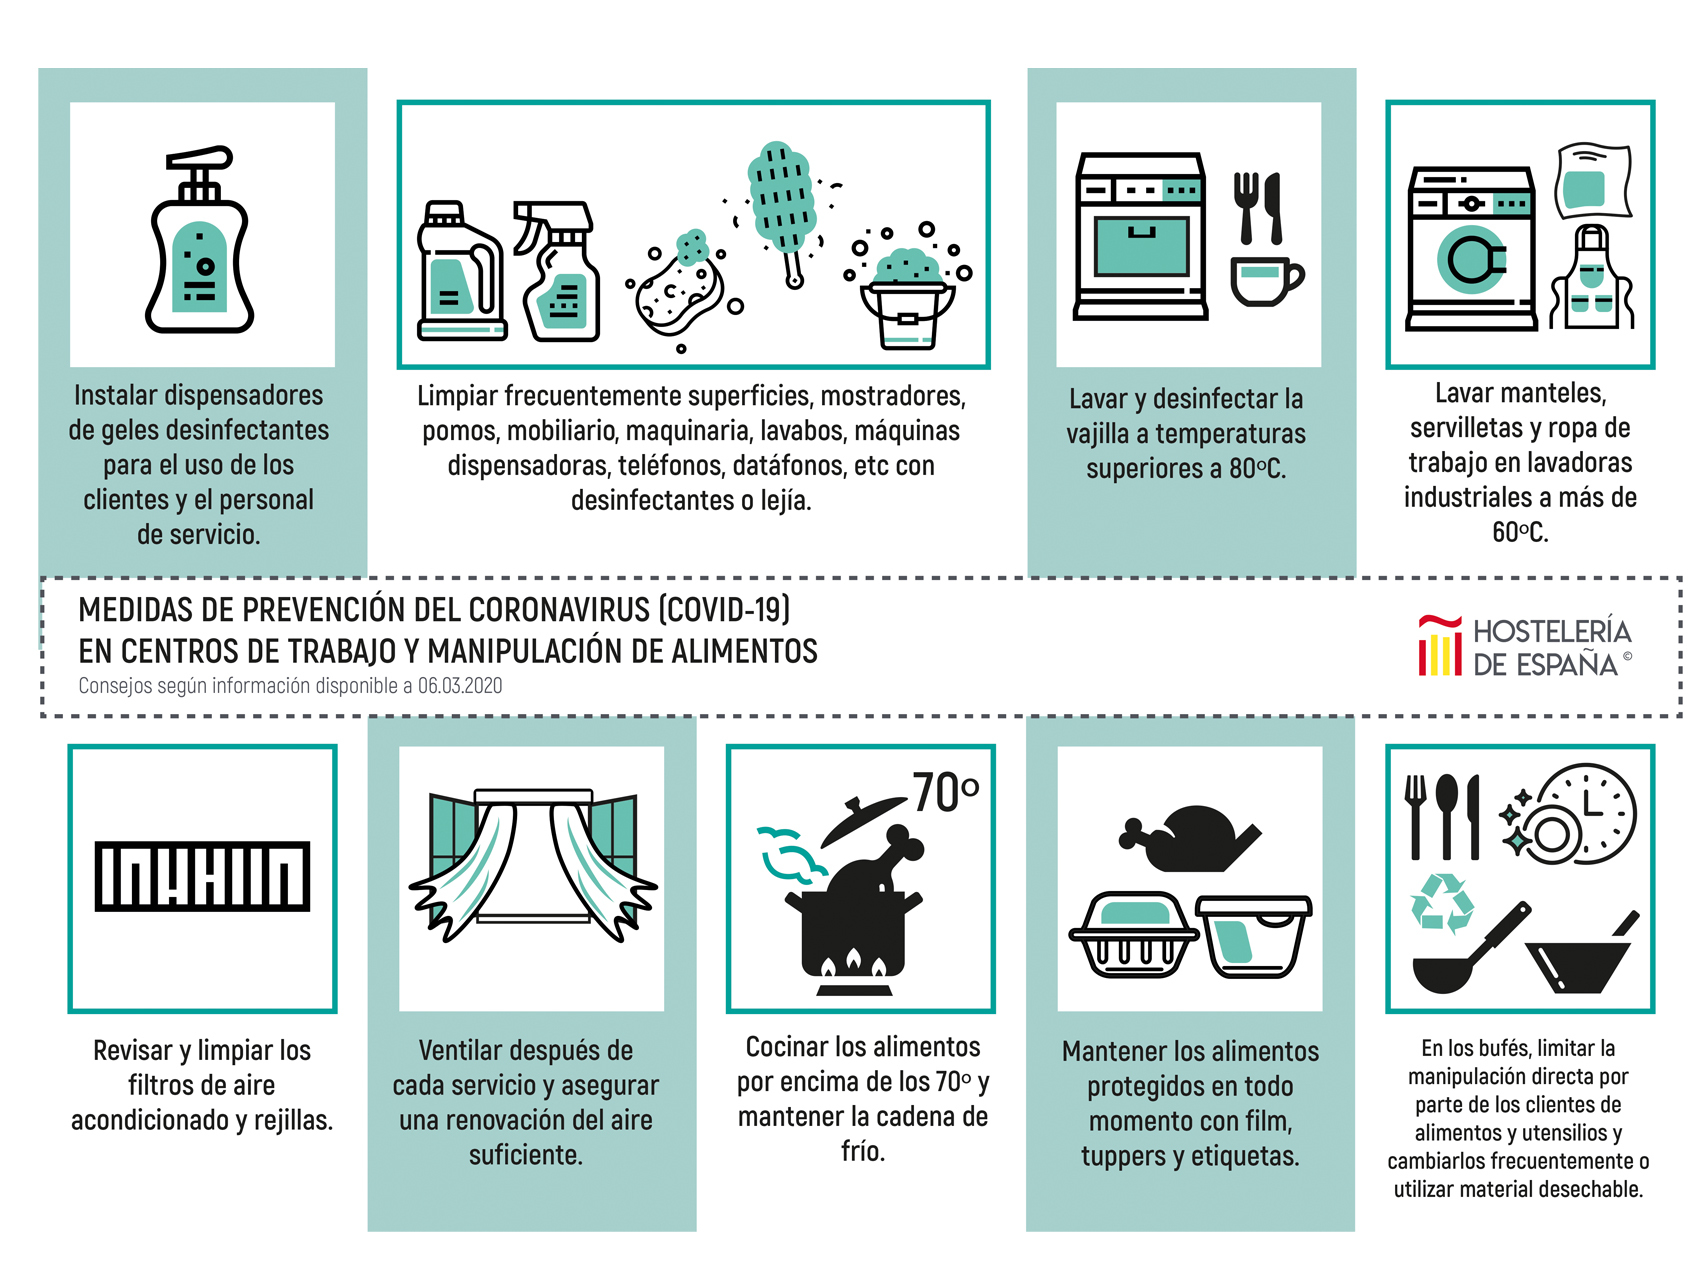 Instalar dispensadores
de geles desinfectantes
para el uso de los
clientes y el personal
de servicio.
Limpiar frecuentemente superficies, mostradores,
pomos, mobiliario, maquinaria, lavabos, máquinas
dispensadoras, teléfonos, datáfonos, etc con
desinfectantes o lejía.
Lavar y desinfectar la
vajilla a temperaturas
superiores a 80ºC.
Lavar manteles,
servilletas y ropa de
trabajo en lavadoras
industriales a más de
60ºC.
MEDIDAS DE PREVENCIÓN DEL CORONAVIRUS (COVID-19)
EN CENTROS DE TRABAJO Y MANIPULACIÓN DE ALIMENTOS
Consejos según información disponible a 06.03.2020
HOSTELERÍA
DE ESPAÑA ©
Revisar y limpiar los
filtros de aire
acondicionado y rejillas.
Ventilar después de
cada servicio y asegurar
una renovación del aire
suficiente.
70º
Cocinar los alimentos
por encima de los 70º y
mantener la cadena de
frío.
Mantener los alimentos
protegidos en todo
momento con film,
tuppers y etiquetas.
En los bufés, limitar la
manipulación directa por
parte de los clientes de
alimentos y utensilios y
cambiarlos frecuentemente o
utilizar material desechable.